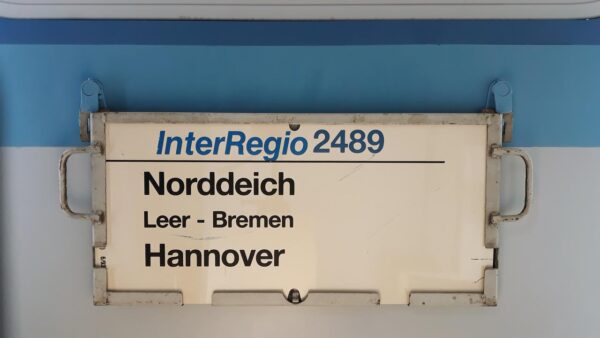 InterRegio 2489
Norddeich
Leer - Bremen
Hannover